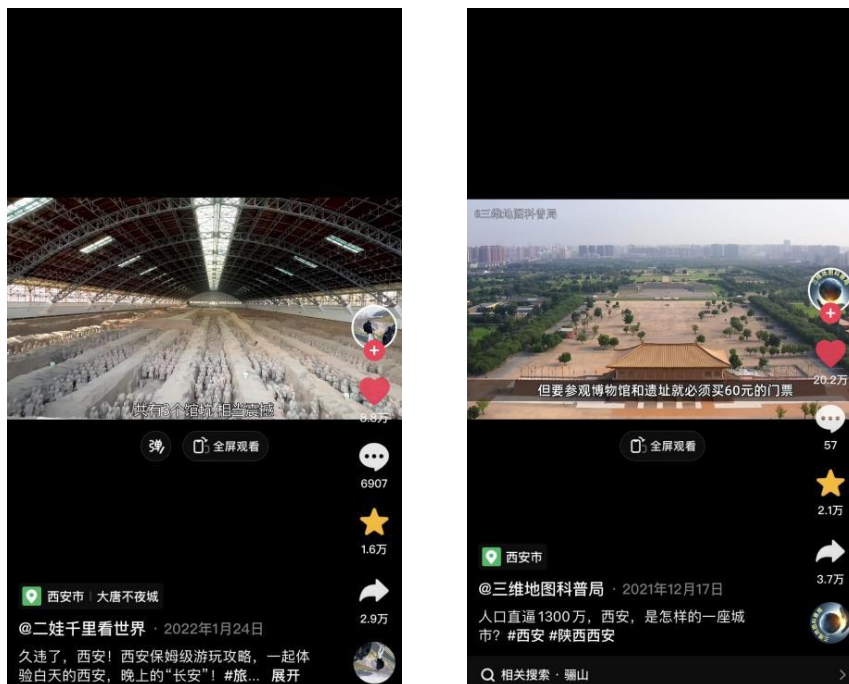 共有3个馆坑 相当震撼
8.8万
弹
全屏观看
6907
1.6万
西安市 | 大唐不夜城
2.9万
@二娃千里看世界 · 2022年1月24日
久违了，西安！西安保姆级游玩攻略，一起体
验白天的西安，晚上的“长安”！#旅... 展开
@三维地图科普局
20.2万
但要参观博物馆和遗址就必须买60元的门票
57
全屏观看
2.1万
西安市
3.7万
@三维地图科普局 · 2021年12月17日
人口直逼1300万，西安，是怎样的一座城
市？#西安 #陕西西安
相关搜索 · 骊山